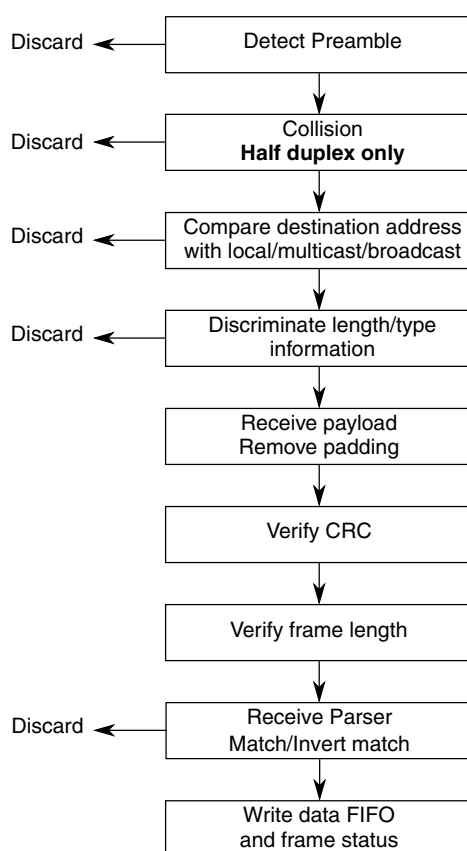 Discard
Detect Preamble
Discard
Collision
Half duplex only
Discard
Compare destination address
with local/multicast/broadcast
Discard
Discriminate length/type
information
Receive payload
Remove padding
Verify CRC
Verify frame length
Discard
Receive Parser
Match/Invert match
Write data FIFO
and frame status